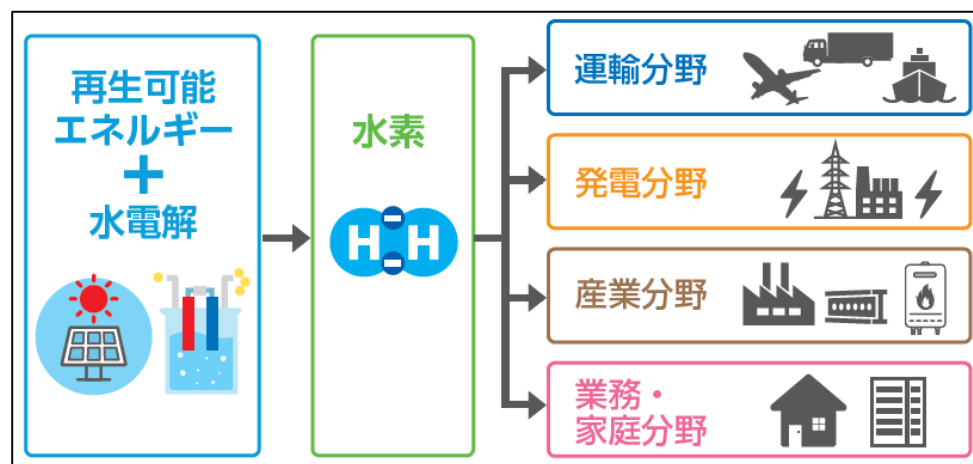 再生可能
エネルギー
+
水電解
水素
H H
運輸分野
発電分野
産業分野
業務・
家庭分野